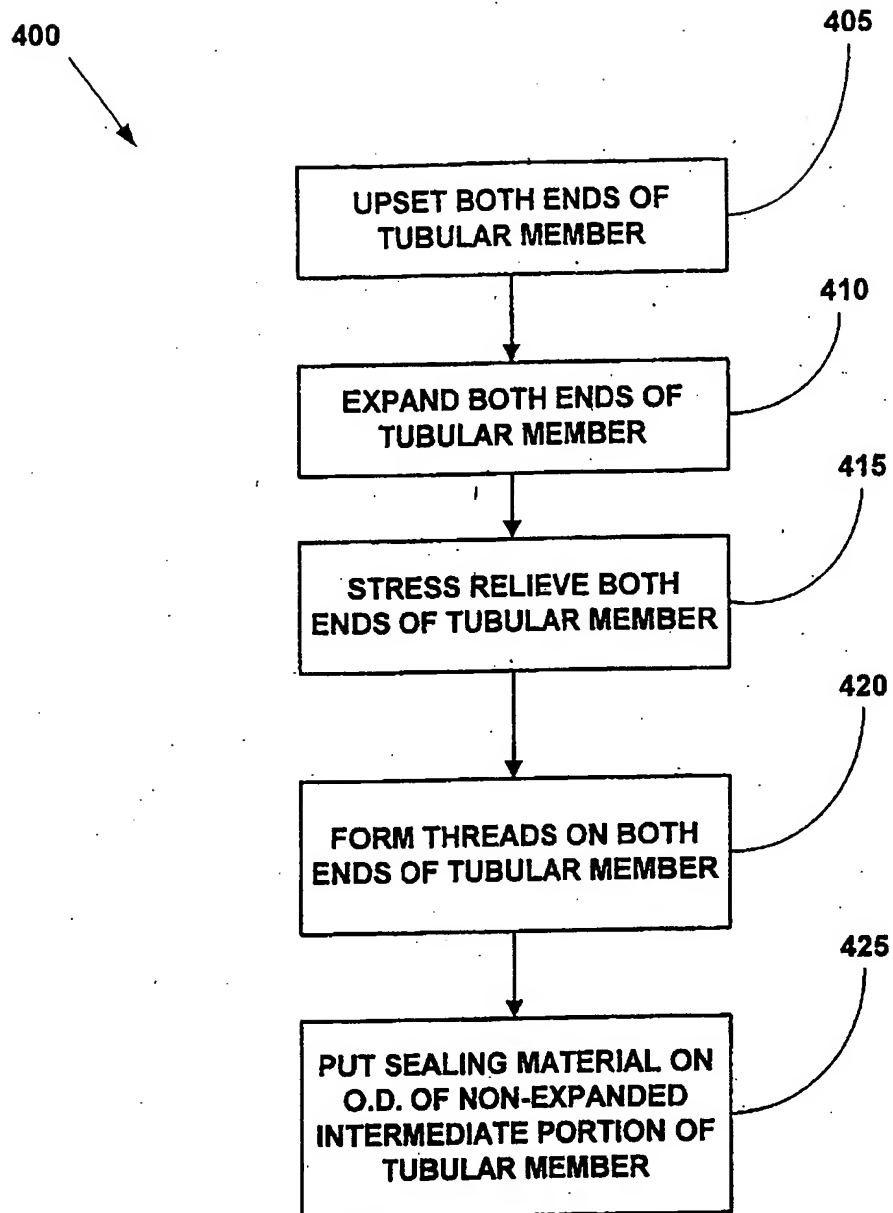 400
405
UPSET BOTH ENDS OF
TUBULAR MEMBER
410
EXPAND BOTH ENDS OF
TUBULAR MEMBER
415
STRESS RELIEVE BOTH
ENDS OF TUBULAR MEMBER
420
FORM THREADS ON BOTH
ENDS OF TUBULAR MEMBER
425
PUT SEALING MATERIAL ON
O.D. OF NON-EXPANDED
INTERMEDIATE PORTION OF
TUBULAR MEMBER